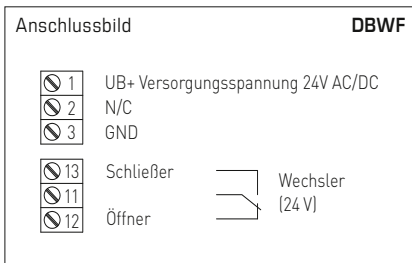 Anschlussbild DBWF
1 UB+ Versorgungsspannung 24V AC/DC
2 N/C
3 GND
13 Schließer
11
12 Öffner
Wechsler
(24 V)